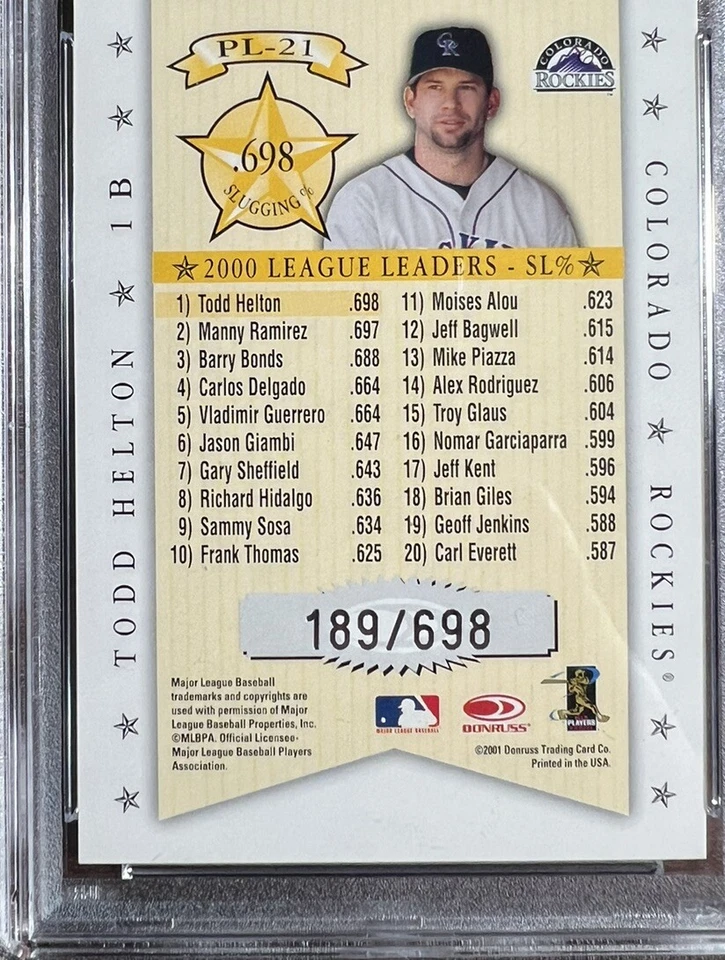 PL-21
CR
COLORADO
ROCKIES
™
.698
SLUGGING %
2000 LEAGUE LEADERS - SL%
1) Todd Helton .698
2) Manny Ramirez .697
3) Barry Bonds .688
4) Carlos Delgado .664
5) Vladimir Guerrero .664
6) Jason Giambi .647
7) Gary Sheffield .643
8) Richard Hidalgo .636
9) Sammy Sosa .634
10) Frank Thomas .625
11) Moises Alou .623
12) Jeff Bagwell .615
13) Mike Piazza .614
14) Alex Rodriguez .606
15) Troy Glaus .604
16) Nomar Garciaparra .599
17) Jeff Kent .596
18) Brian Giles .594
19) Geoff Jenkins .588
20) Carl Everett .587
189/698
Major League Baseball
trademarks and copyrights are
used with permission of Major
League Baseball Properties, Inc.
©MLBPA. Official Licensee-
Major League Baseball Players
Association.
MAJOR LEAGUE BASEBALL
DONRUSS®
PLAYERS
©2001 Donruss Trading Card Co.
Printed in the USA.
TODD HELTON ★ 1B
COLORADO ★ ROCKIES®